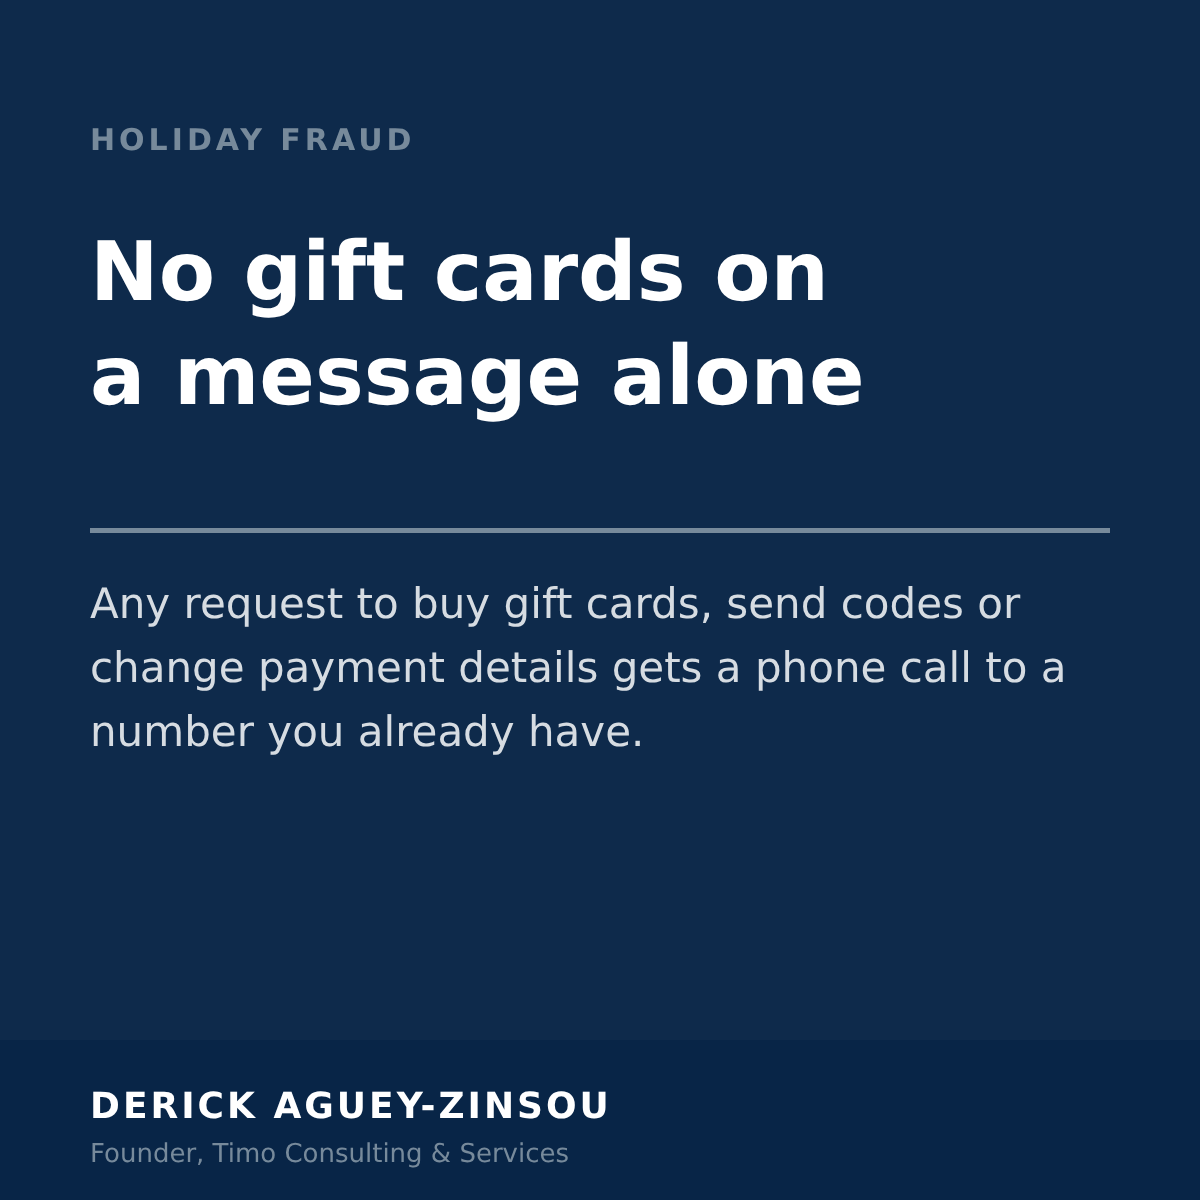 HOLIDAY FRAUD
No gift cards on
a message alone
Any request to buy gift cards, send codes or
change payment details gets a phone call to a
number you already have.
DERICK AGUEY-ZINSOU
Founder, Timo Consulting & Services